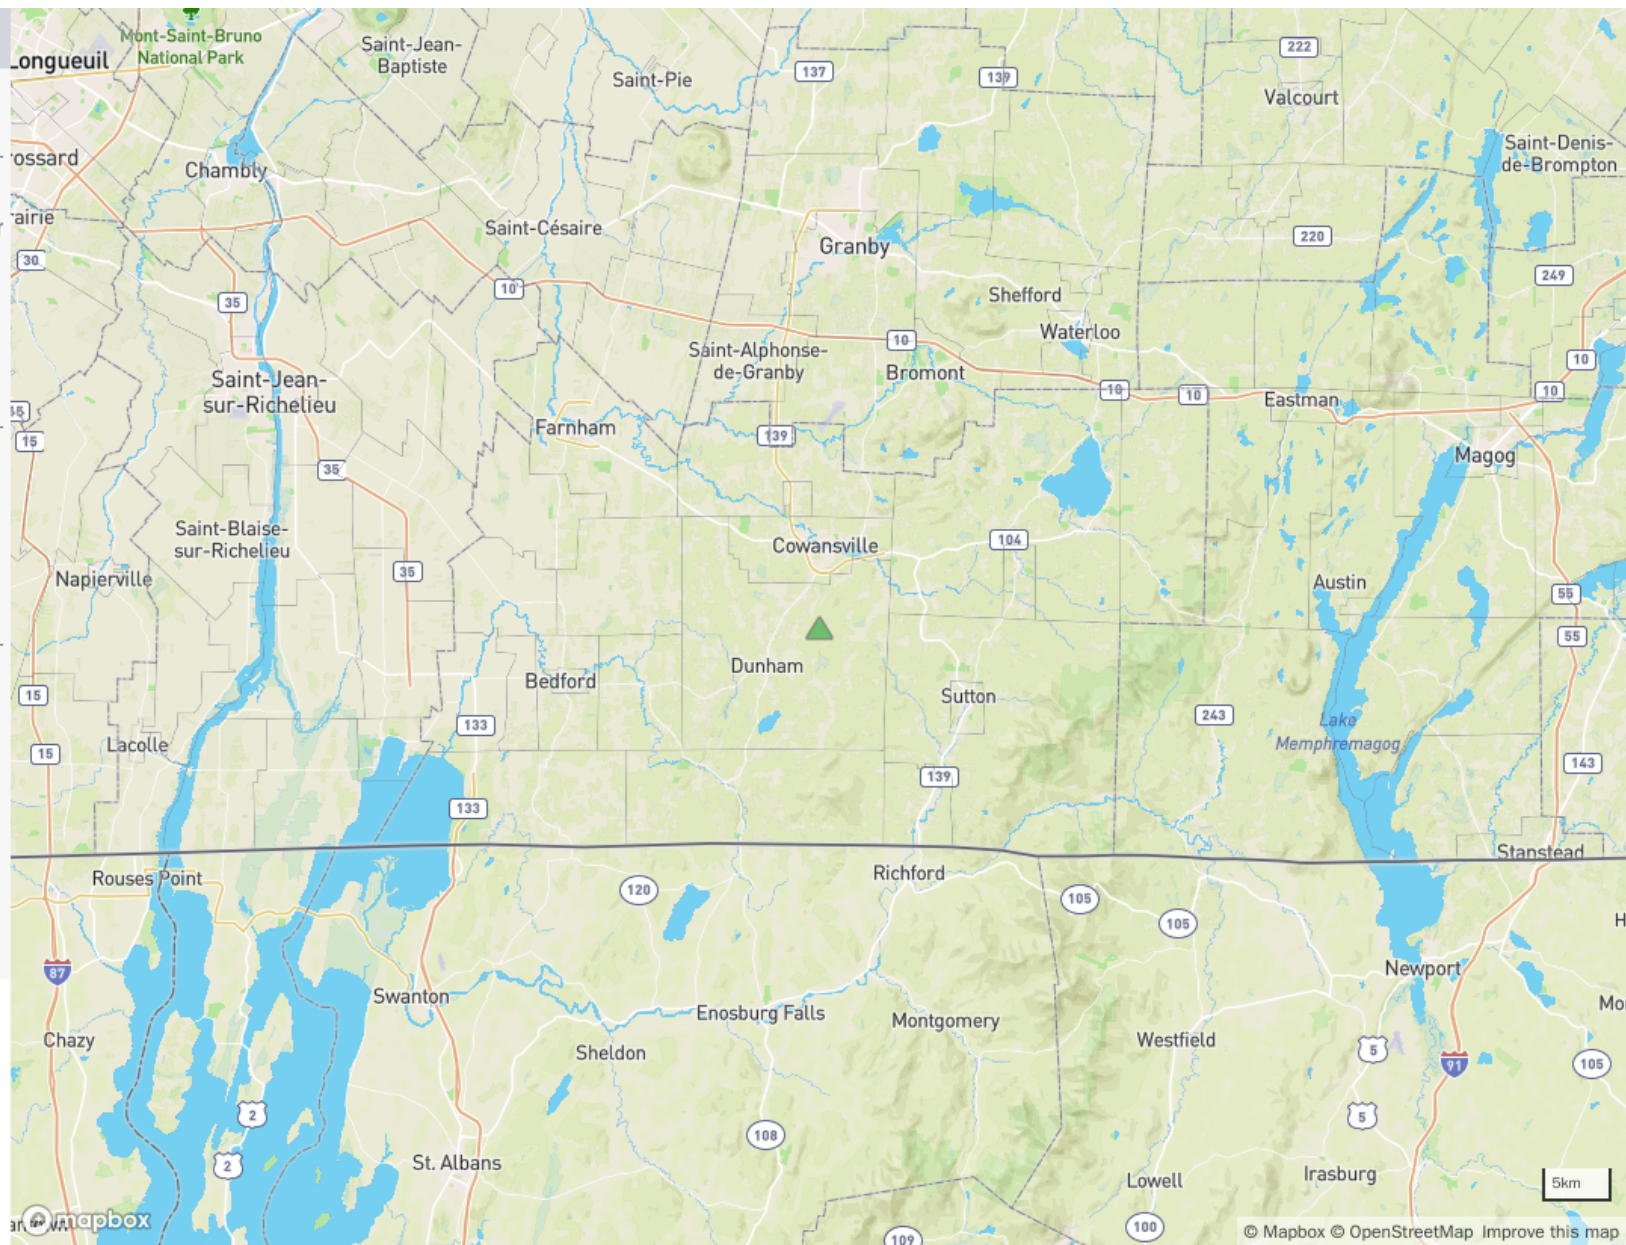 Mont-Saint-Bruno
National Park
Longueuil
Saint-Jean-
Baptiste
Saint-Pie
137
139
222
Valcourt
Saint-Denis-
de-Brompton
Chambly
Saint-Césaire
Granby
220
30
35
10
249
Shefford
Waterloo
10
Saint-Alphonse-
de-Granby
Bromont
10
Saint-Jean-
sur-Richelieu
10
10
10
Eastman
15
Farnham
139
Magog
35
Saint-Blaise-
sur-Richelieu
Cowansville
104
Napierville
35
Austin
55
55
Dunham
Bedford
Sutton
15
133
243
Lake
Memphremagog
Lacolle
15
139
143
133
Stanstead
Rouses Point
Richford
120
105
105
87
Newport
Swanton
Enosburg Falls
Montgomery
Chazy
Sheldon
Westfield
5
91
105
2
5
108
2
St. Albans
Lowell
Irasburg
5km
mapbox
100
109
© Mapbox © OpenStreetMap Improve this map